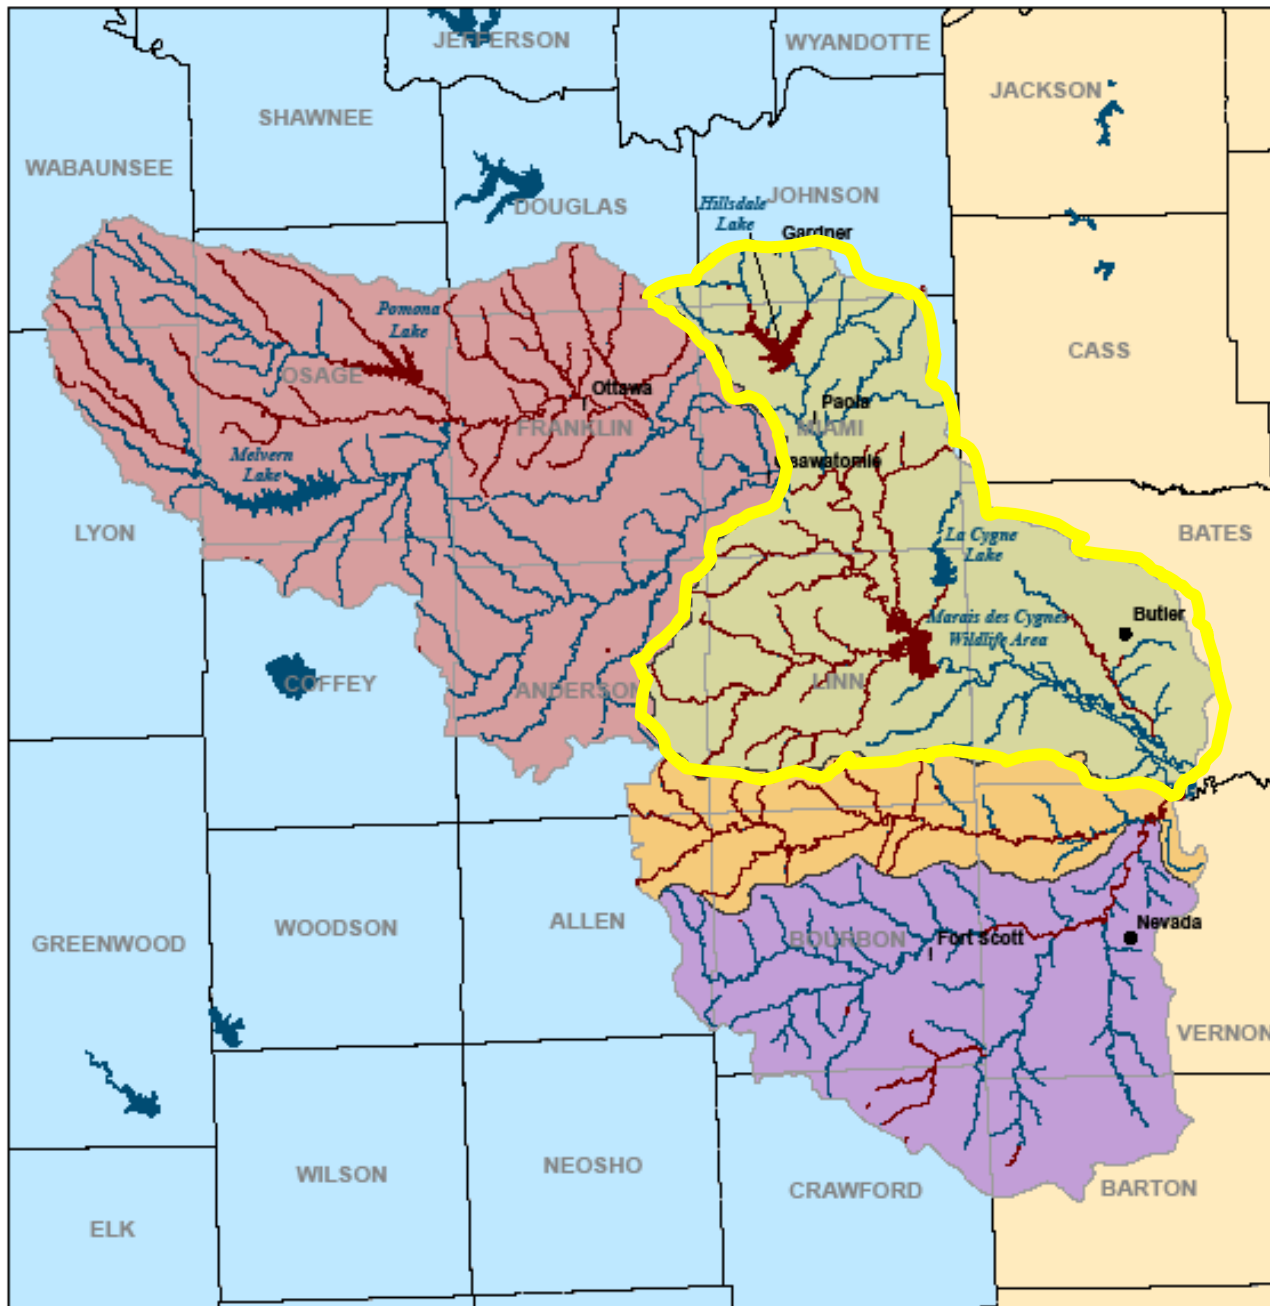 JEFFERSON
WYANDOTTE
JACKSON
SHAWNEE
WABAUNSEE
JOHNSON
DOUGLAS
Hillsdale
Lake
Gardner
Pomona
Lake
CASS
OSAGE
Ottawa
Paola
FRANKLIN
MIAMI
Melvern
Lake
sawatomie
LYON
La Cygne
Lake
BATES
Marais des Cygnes
Wildlife Area
Butler
COFFEY
ANDERSON
LINN
WOODSON
ALLEN
GREENWOOD
BOURBON
Fort Scott
Nevada
VERNON
WILSON
NEOSHO
CRAWFORD
BARTON
ELK